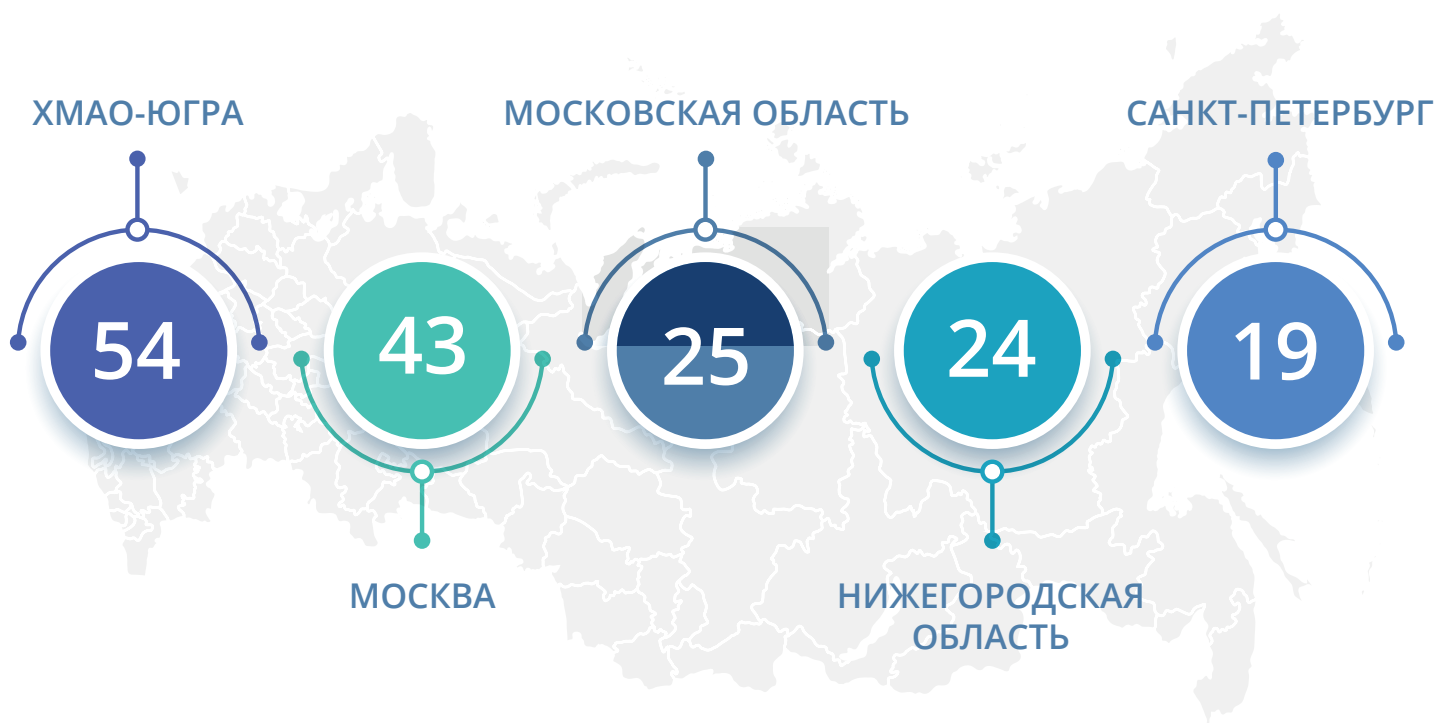 ХМАО-ЮГРА
МОСКОВСКАЯ ОБЛАСТЬ
САНКТ-ПЕТЕРБУРГ
54
43
25
24
19
МОСКВА
НИЖЕГОРОДСКАЯ
ОБЛАСТЬ